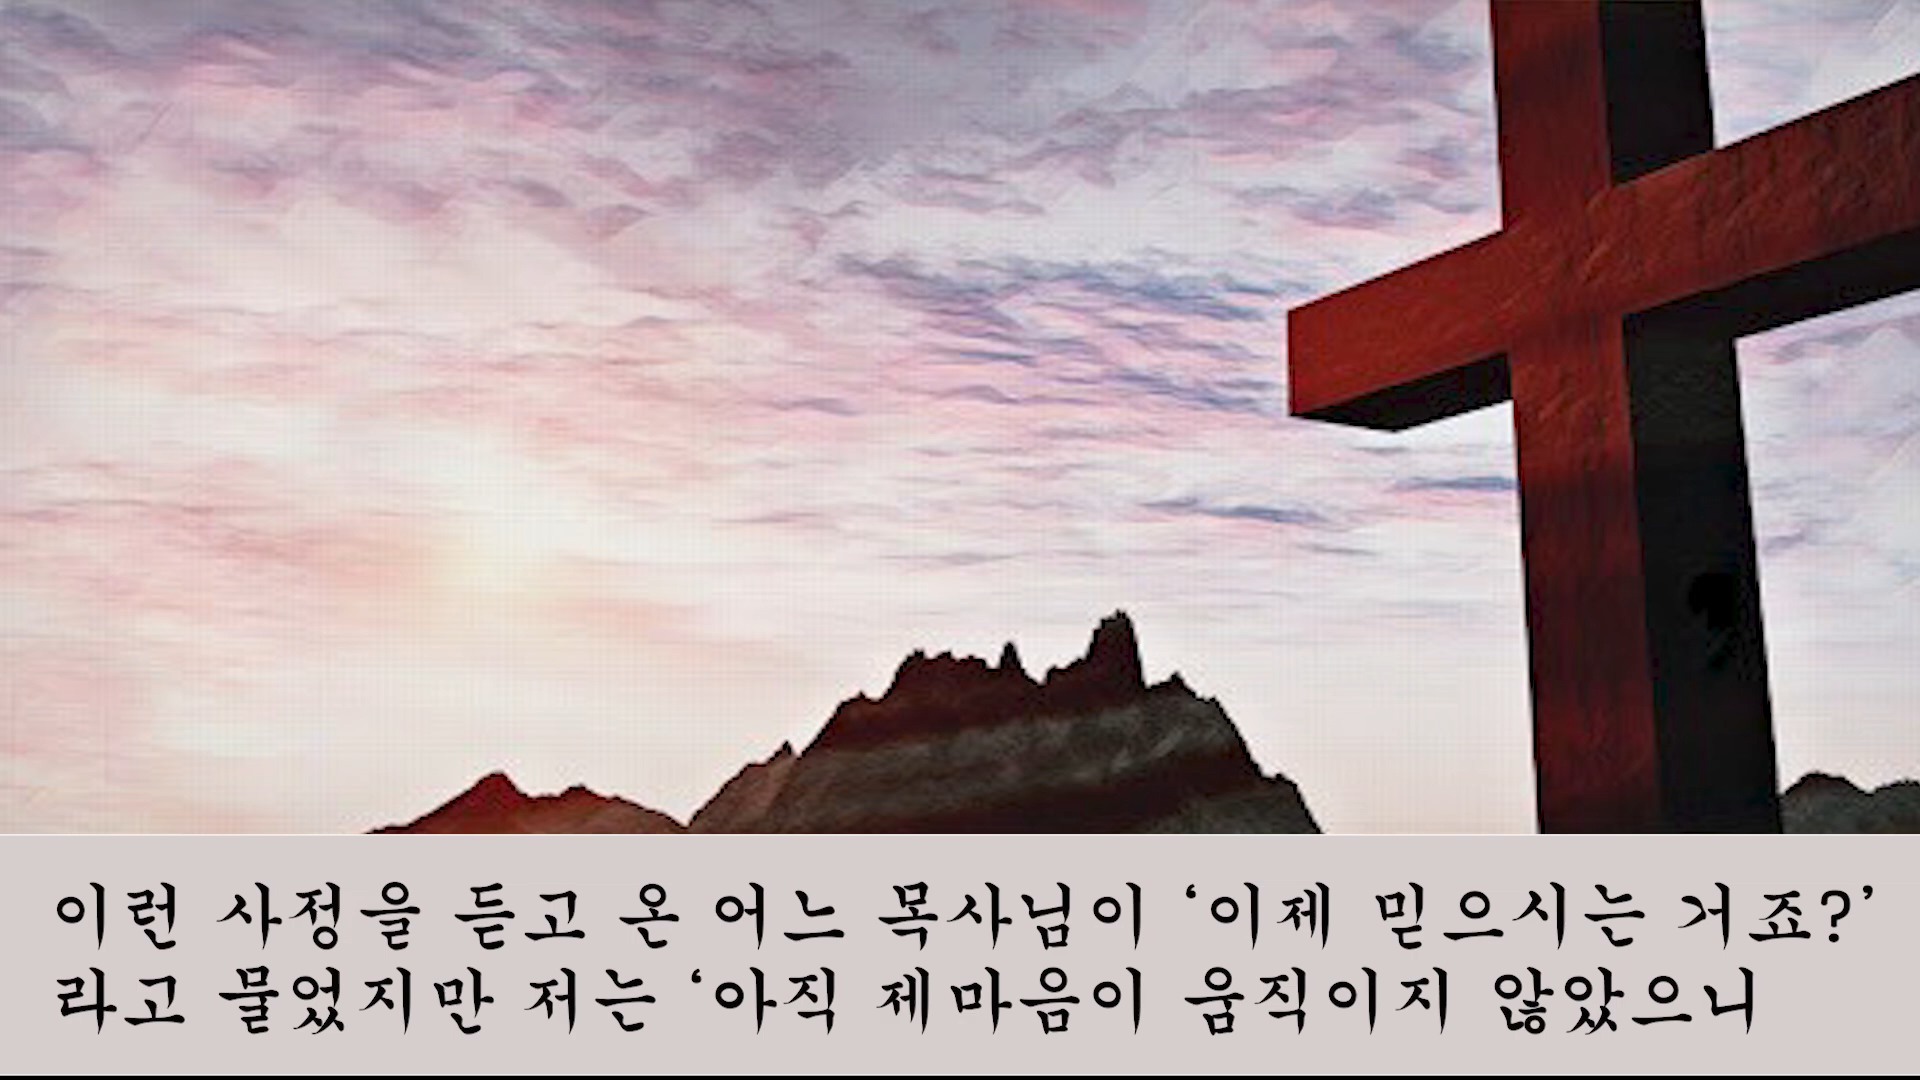 이런 사정을 듣고 온 어느 목사님이 ‘이제 믿으시는 거죠?’
라고 물었지만 저는 ‘아직 제마음이 움직이지 않았으니